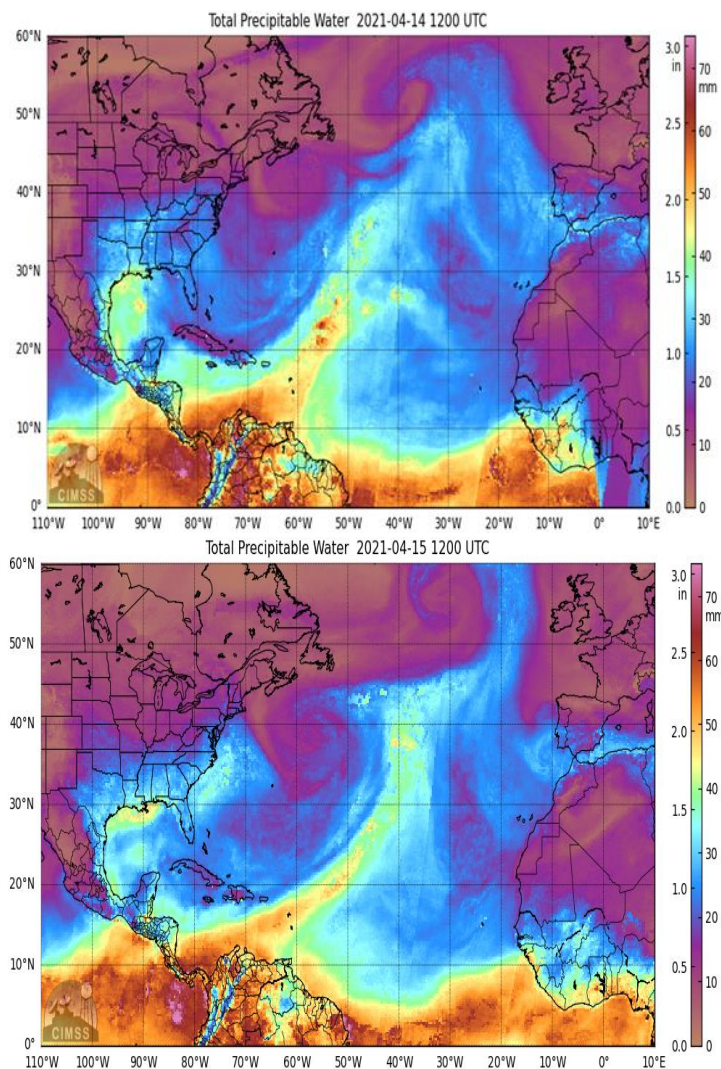 Total Precipitable Water 2021-04-14 1200 UTC
60°N
50°N
40°N
30°N
20°N
10°N
0°
110°W 100°W 90°W 80°W 70°W 60°W 50°W 40°W 30°W 20°W 10°W 0° 10°E
CIMSS
3.0 in
2.5
2.0
1.5
1.0
0.5
0.0
70 mm
60
50
40
30
20
10
0
Total Precipitable Water 2021-04-15 1200 UTC
60°N
50°N
40°N
30°N
20°N
10°N
0°
110°W 100°W 90°W 80°W 70°W 60°W 50°W 40°W 30°W 20°W 10°W 0° 10°E
CIMSS
3.0 in
2.5
2.0
1.5
1.0
0.5
0.0
70 mm
60
50
40
30
20
10
0